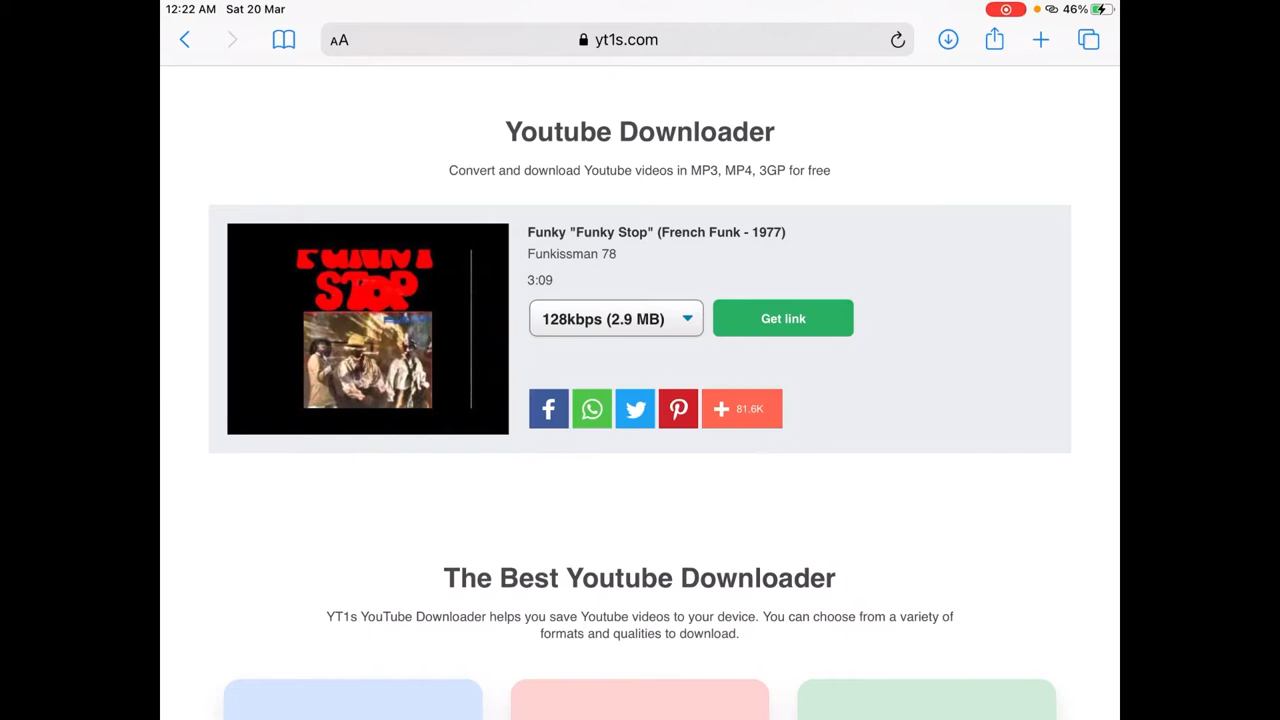 12:22 AM Sat 20 Mar
46%
AA
yt1s.com
Youtube Downloader
Convert and download Youtube videos in MP3, MP4, 3GP for free
FUNKY
STOP
Funky "Funky Stop" (French Funk - 1977)
Funkissman 78
3:09
128kbps (2.9 MB)
Get link
81.6K
The Best Youtube Downloader
YT1s YouTube Downloader helps you save Youtube videos to your device. You can choose from a variety of
formats and qualities to download.